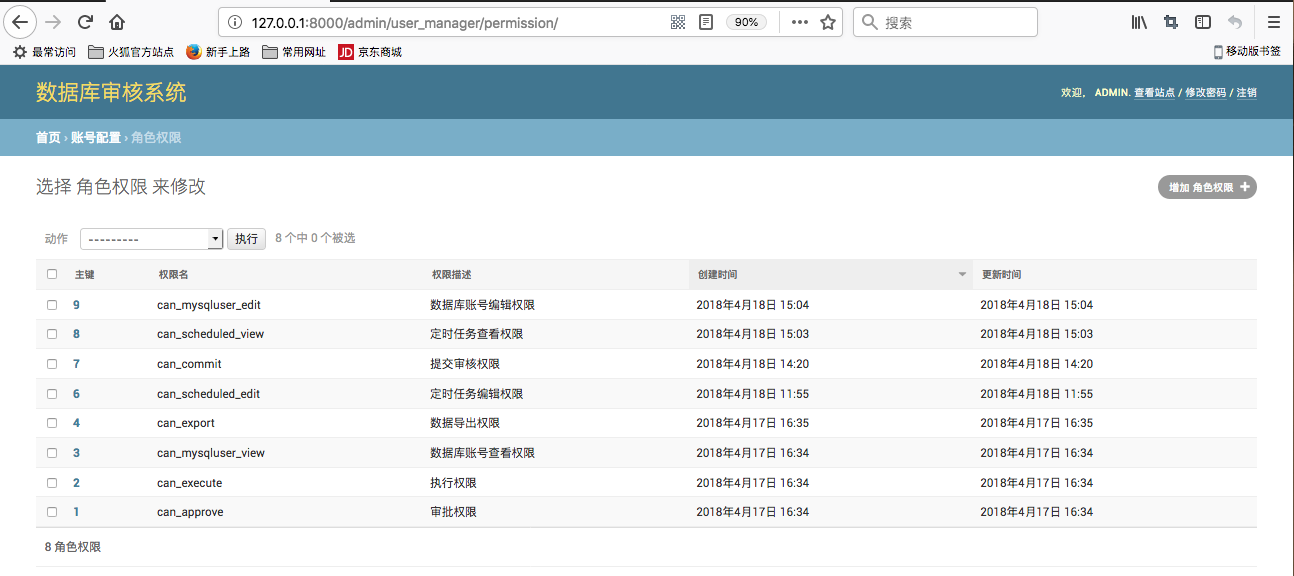 127.0.0.1:8000/admin/user_manager/permission/ 90% 搜索
最常访问 火狐官方站点 新手上路 常用网址 JD 京东商城 移动版书签
数据库审核系统 欢迎， ADMIN. 查看站点 / 修改密码 / 注销
首页 › 账号配置 › 角色权限
选择 角色权限 来修改 增加 角色权限 +
动作 --------- 执行 8 个中 0 个被选
主键 权限名 权限描述 创建时间 更新时间
9 can_mysqluser_edit 数据库账号编辑权限 2018年4月18日 15:04 2018年4月18日 15:04
8 can_scheduled_view 定时任务查看权限 2018年4月18日 15:03 2018年4月18日 15:03
7 can_commit 提交审核权限 2018年4月18日 14:20 2018年4月18日 14:20
6 can_scheduled_edit 定时任务编辑权限 2018年4月18日 11:55 2018年4月18日 11:55
4 can_export 数据导出权限 2018年4月17日 16:35 2018年4月17日 16:35
3 can_mysqluser_view 数据库账号查看权限 2018年4月17日 16:34 2018年4月17日 16:34
2 can_execute 执行权限 2018年4月17日 16:34 2018年4月17日 16:34
1 can_approve 审批权限 2018年4月17日 16:34 2018年4月17日 16:34
8 角色权限